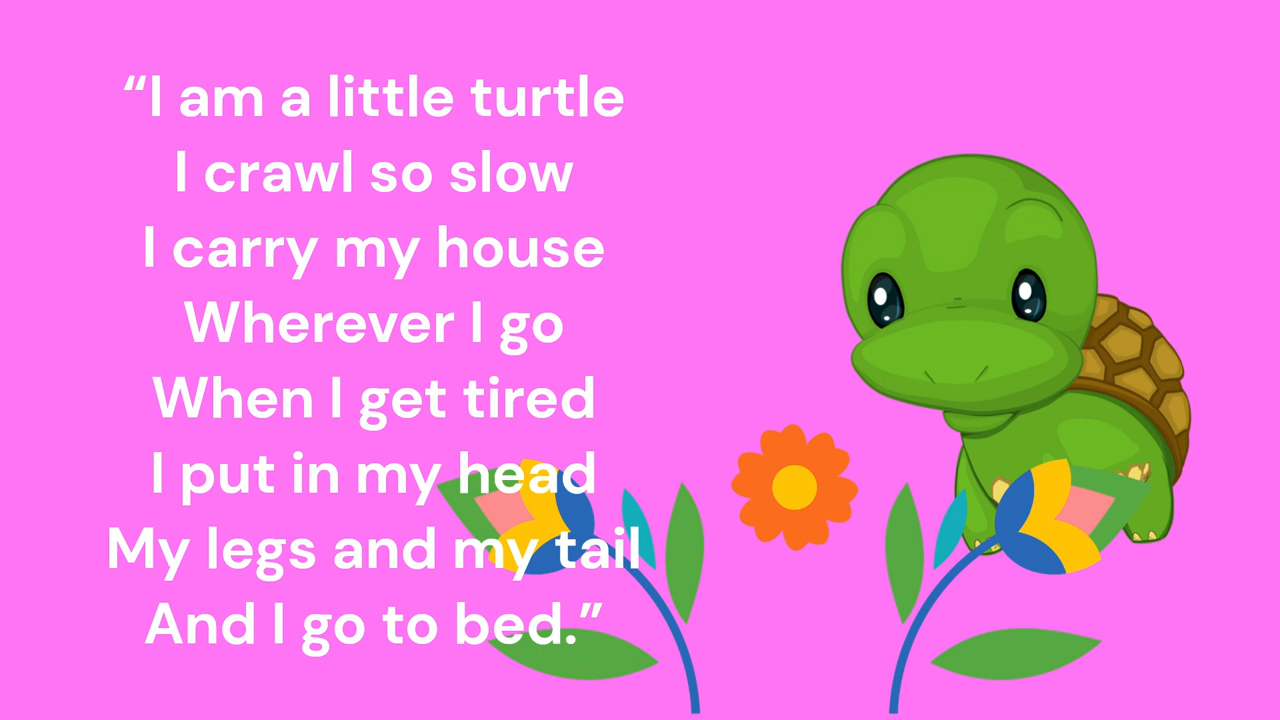 “I am a little turtle
I crawl so slow
I carry my house
Wherever I go
When I get tired
I put in my head
My legs and my tail
And I go to bed.”